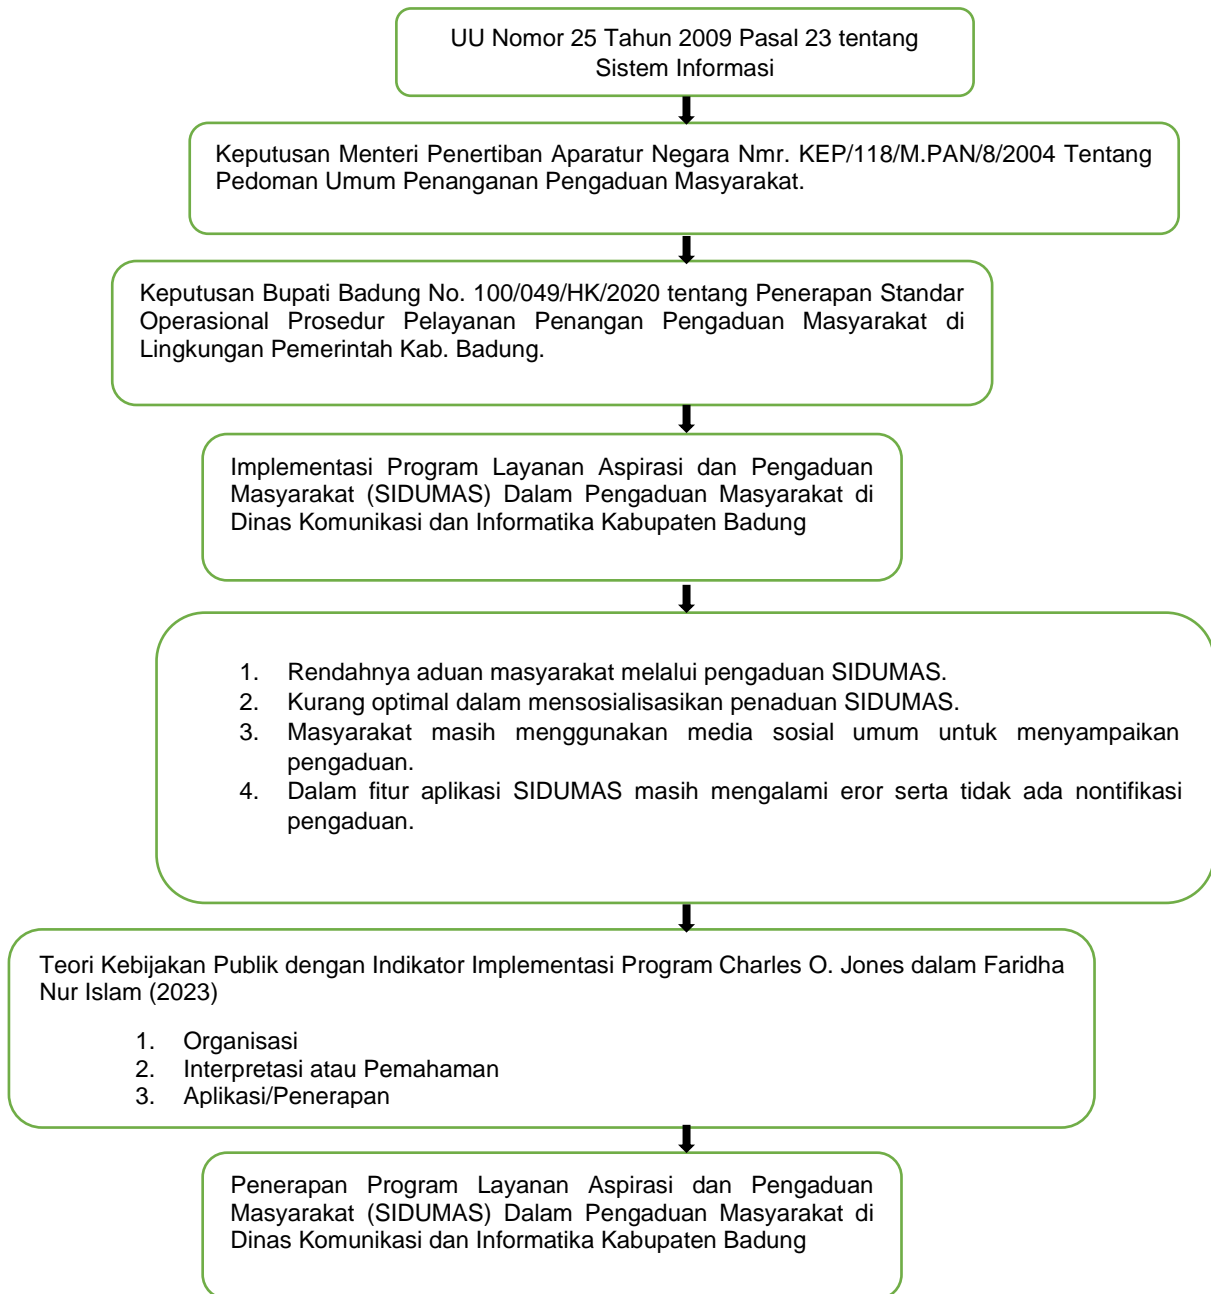 UU Nomor 25 Tahun 2009 Pasal 23 tentang
Sistem Informasi
Keputusan Menteri Penertiban Aparatur Negara Nmr. KEP/118/M.PAN/8/2004 Tentang
Pedoman Umum Penanganan Pengaduan Masyarakat.
Keputusan Bupati Badung No. 100/049/HK/2020 tentang Penerapan Standar
Operasional Prosedur Pelayanan Penangan Pengaduan Masyarakat di
Lingkungan Pemerintah Kab. Badung.
Implementasi Program Layanan Aspirasi dan Pengaduan
Masyarakat (SIDUMAS) Dalam Pengaduan Masyarakat di
Dinas Komunikasi dan Informatika Kabupaten Badung
1. Rendahnya aduan masyarakat melalui pengaduan SIDUMAS.
2. Kurang optimal dalam mensosialisasikan penaduan SIDUMAS.
3. Masyarakat masih menggunakan media sosial umum untuk menyampaikan
pengaduan.
4. Dalam fitur aplikasi SIDUMAS masih mengalami eror serta tidak ada nontifikasi
pengaduan.
Teori Kebijakan Publik dengan Indikator Implementasi Program Charles O. Jones dalam Faridha
Nur Islam (2023)
1. Organisasi
2. Interpretasi atau Pemahaman
3. Aplikasi/Penerapan
Penerapan Program Layanan Aspirasi dan Pengaduan
Masyarakat (SIDUMAS) Dalam Pengaduan Masyarakat di
Dinas Komunikasi dan Informatika Kabupaten Badung